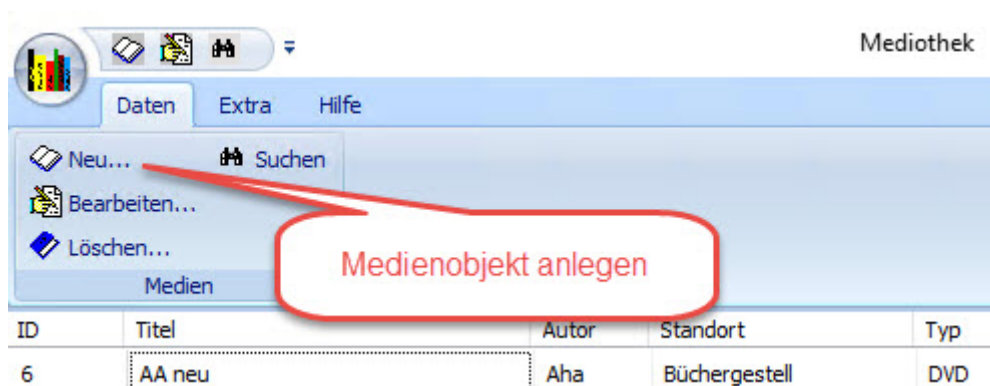 Mediothek
Daten Extra Hilfe
Neu... Suchen
Bearbeiten...
Löschen...
Medienobjekt anlegen
Medien
ID Titel Autor Standort Typ
6 AA neu Aha Büchergestell DVD